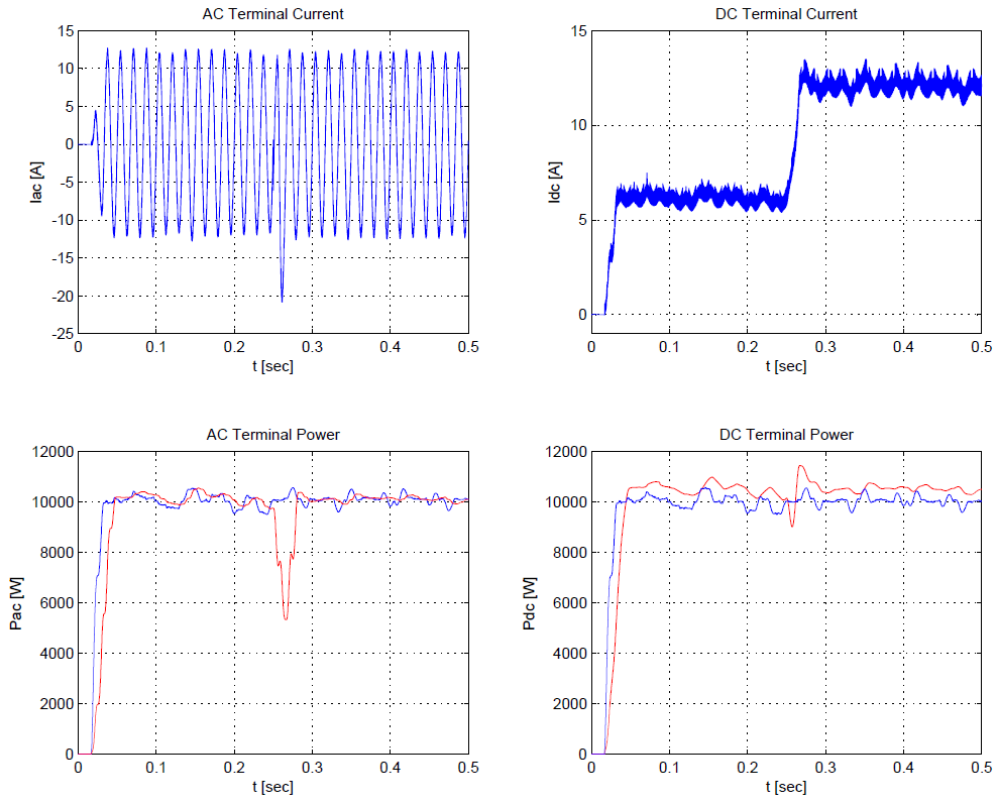 AC Terminal Current
15
10
5
0
-5
-10
-15
-20
-25
Iac [A]
0 0.1 0.2 0.3 0.4 0.5
t [sec]
DC Terminal Current
15
10
5
0
Idc [A]
0 0.1 0.2 0.3 0.4 0.5
t [sec]
AC Terminal Power
12000
10000
8000
6000
4000
2000
0
Pac [W]
0 0.1 0.2 0.3 0.4 0.5
t [sec]
DC Terminal Power
12000
10000
8000
6000
4000
2000
0
Pdc [W]
0 0.1 0.2 0.3 0.4 0.5
t [sec]